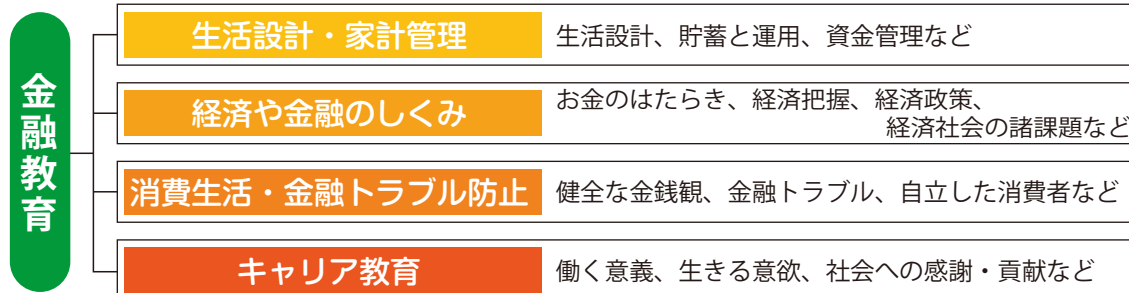 金融教育
生活設計・家計管理
生活設計、貯蓄と運用、資金管理など
経済や金融のしくみ
お金のはたらき、経済把握、経済政策、
経済社会の諸課題など
消費生活・金融トラブル防止
健全な金銭観、金融トラブル、自立した消費者など
キャリア教育
働く意義、生きる意欲、社会への感謝・貢献など